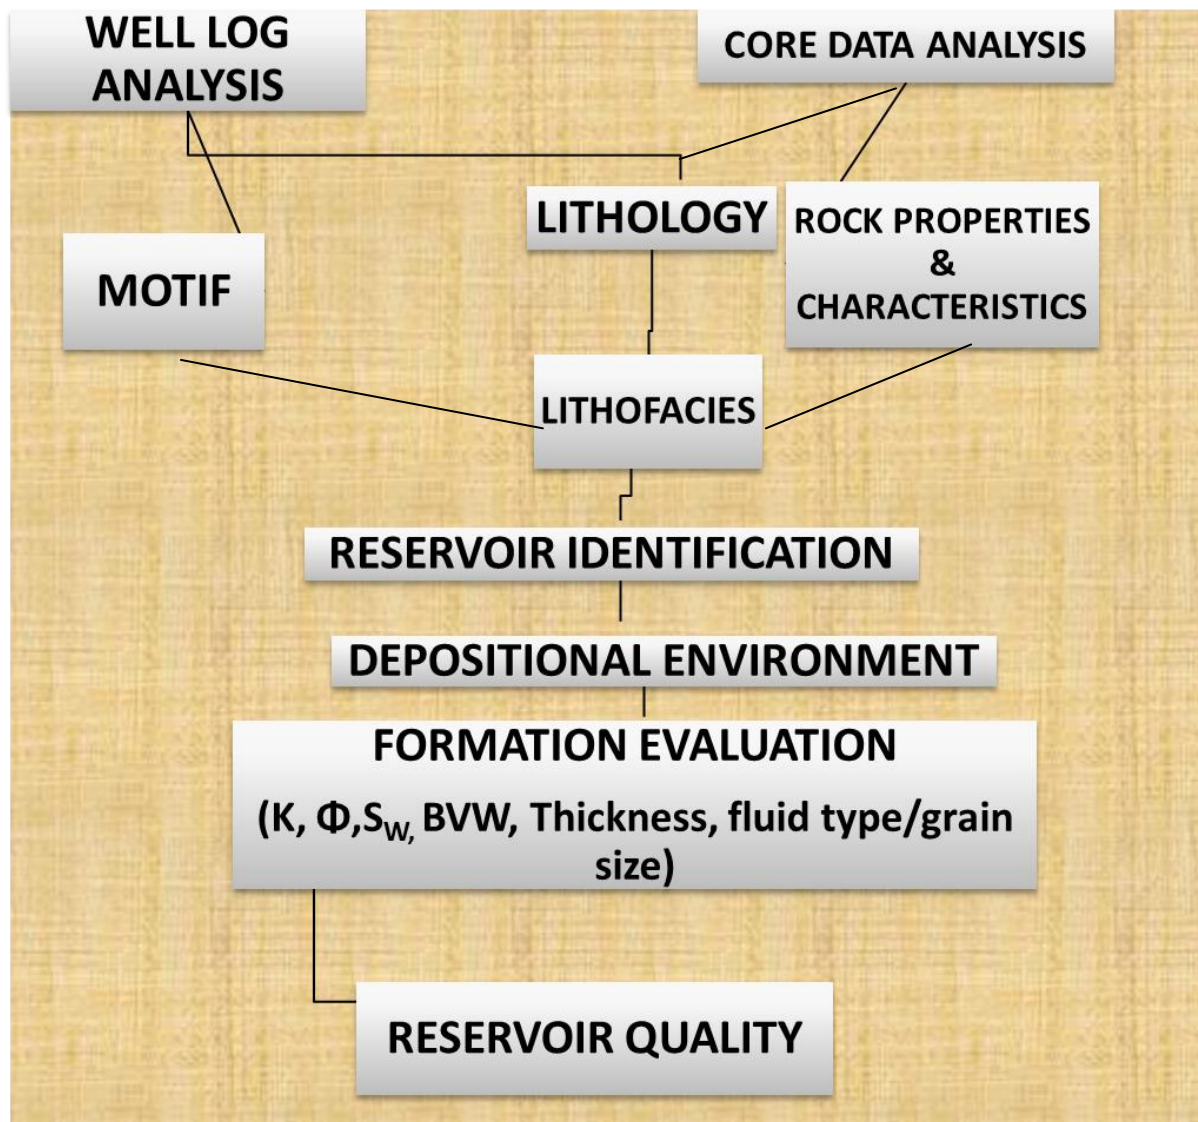 WELL LOG
ANALYSIS
CORE DATA ANALYSIS
LITHOLOGY
ROCK PROPERTIES
&
CHARACTERISTICS
MOTIF
LITHOFACIES
RESERVOIR IDENTIFICATION
DEPOSITIONAL ENVIRONMENT
FORMATION EVALUATION
(K, Φ,SW, BVW, Thickness, fluid type/grain
size)
RESERVOIR QUALITY